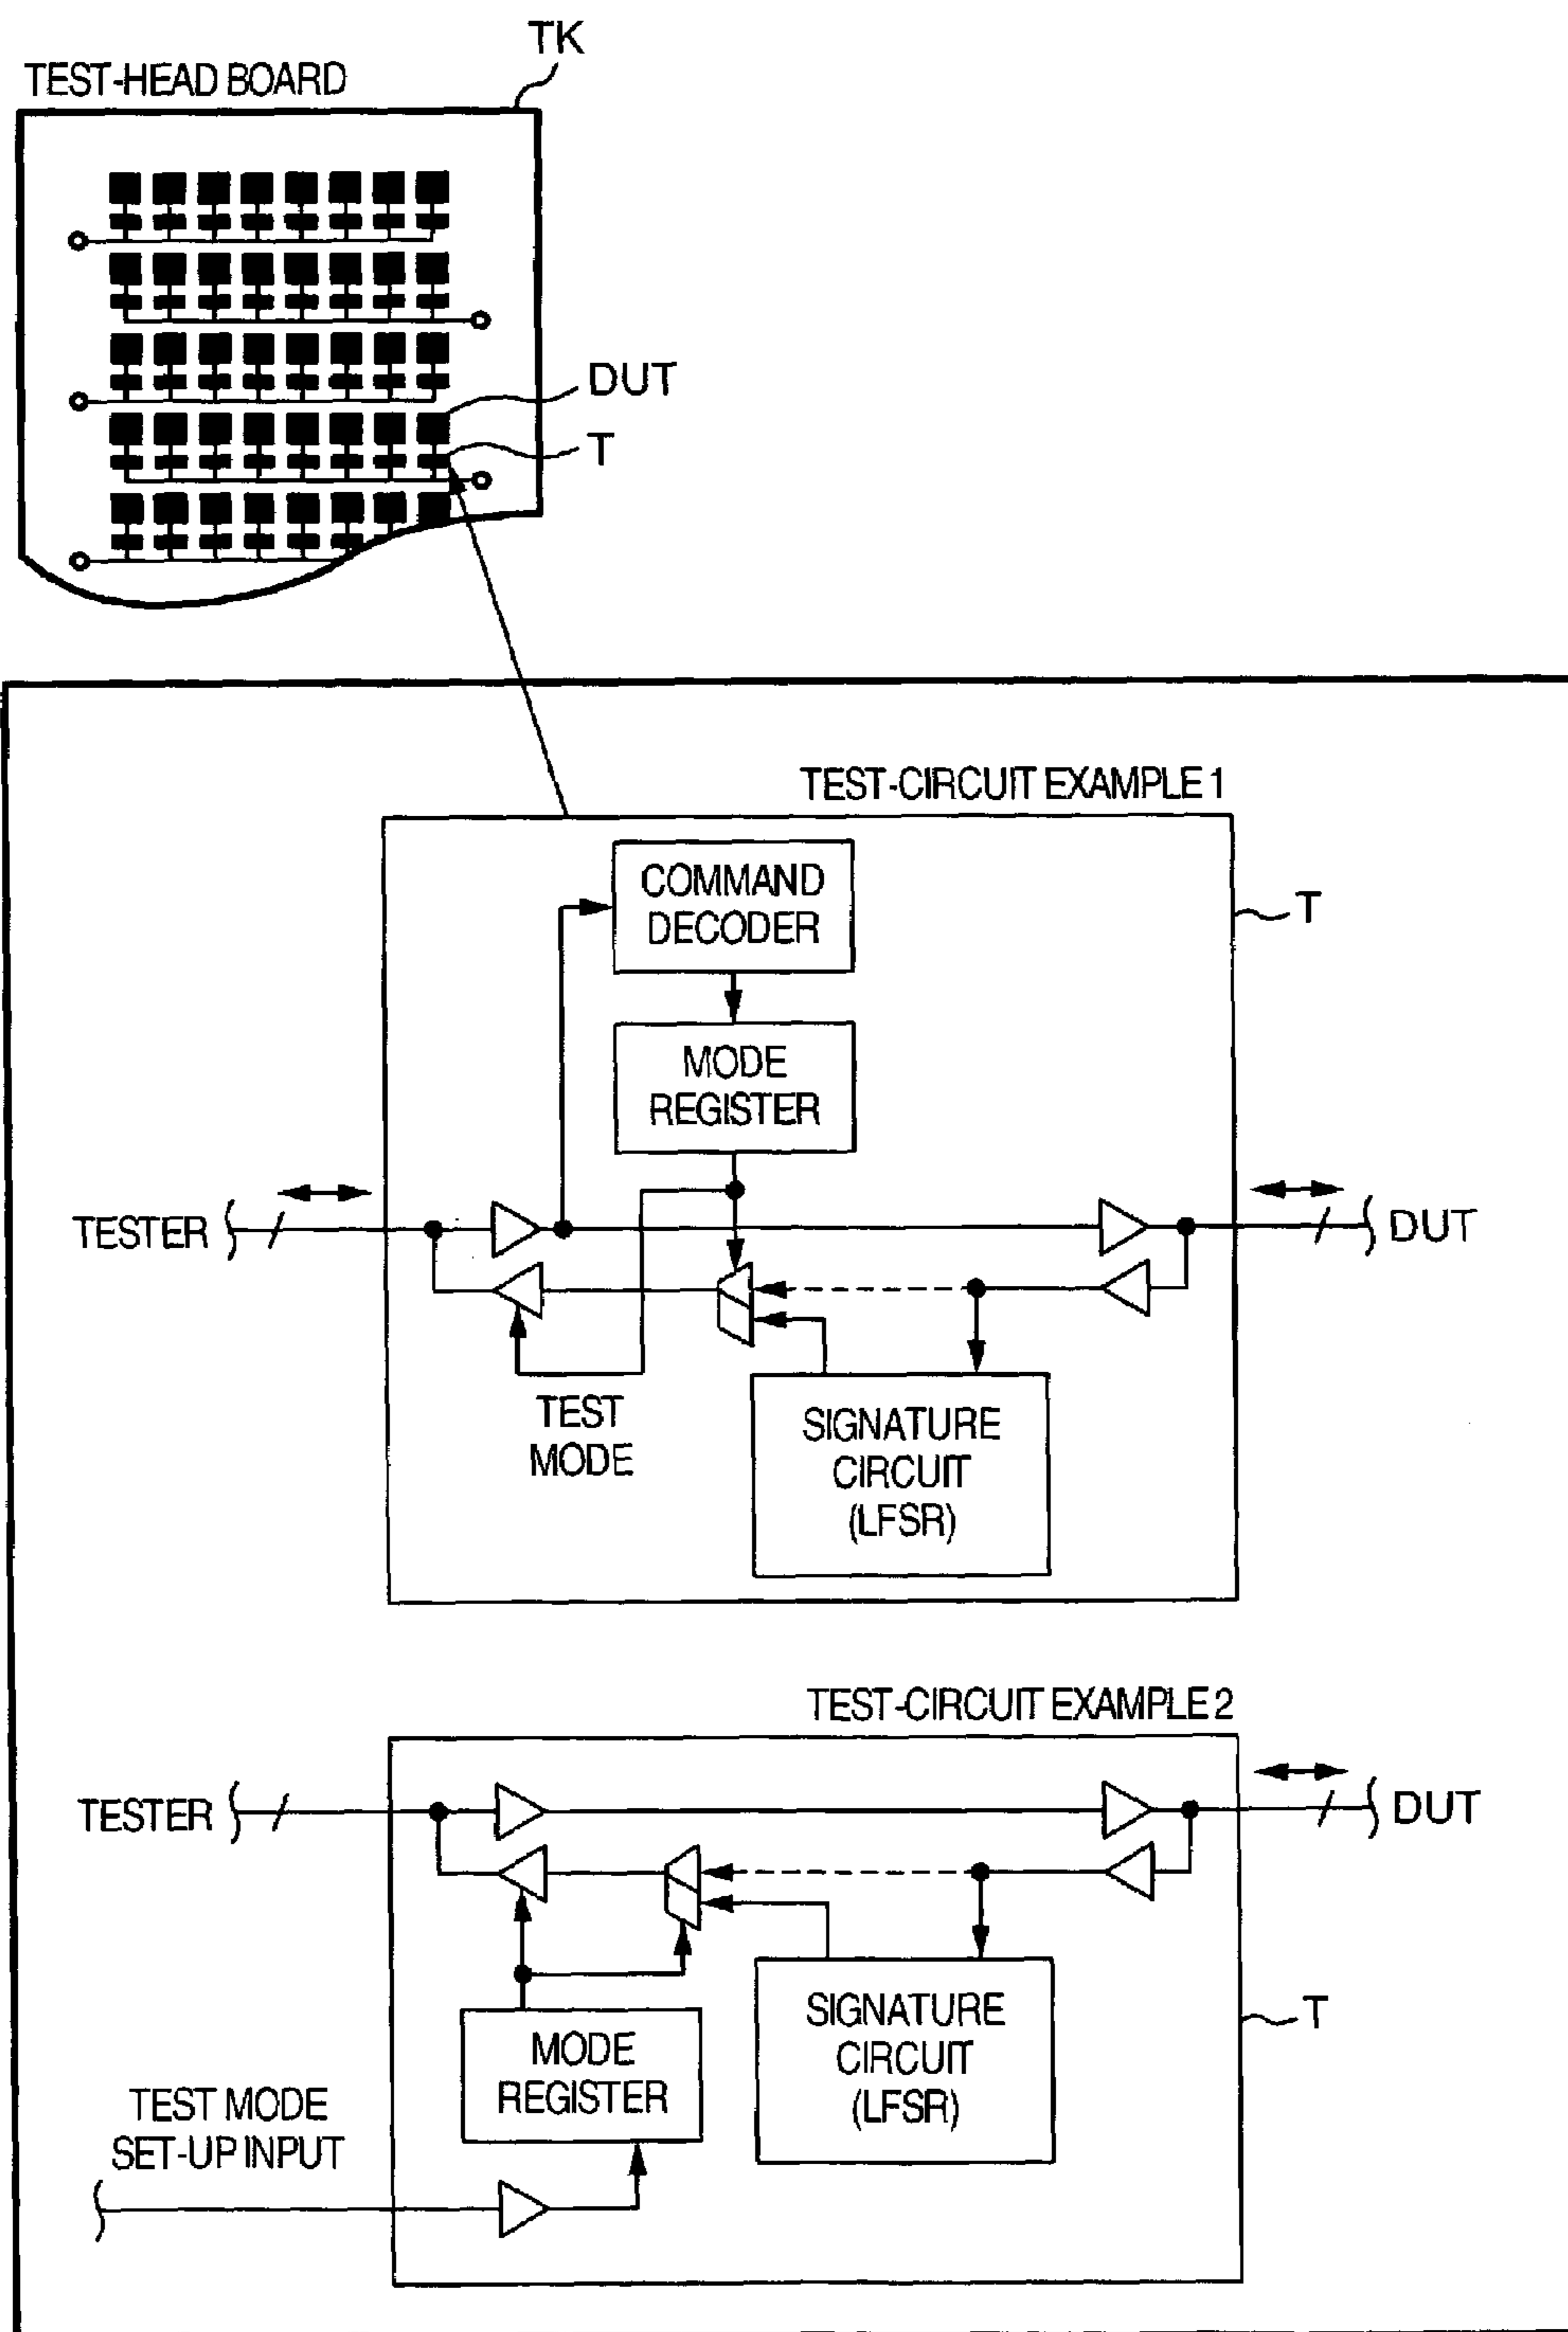 TK
TEST-HEAD BOARD
DUT
T
TEST-CIRCUIT EXAMPLE 1
COMMAND
DECODER
T
MODE
REGISTER
TESTER
DUT
TEST
MODE
SIGNATURE
CIRCUIT
(LFSR)
TEST-CIRCUIT EXAMPLE 2
TESTER
DUT
SIGNATURE
CIRCUIT
(LFSR)
T
MODE
REGISTER
TEST MODE
SET-UP INPUT